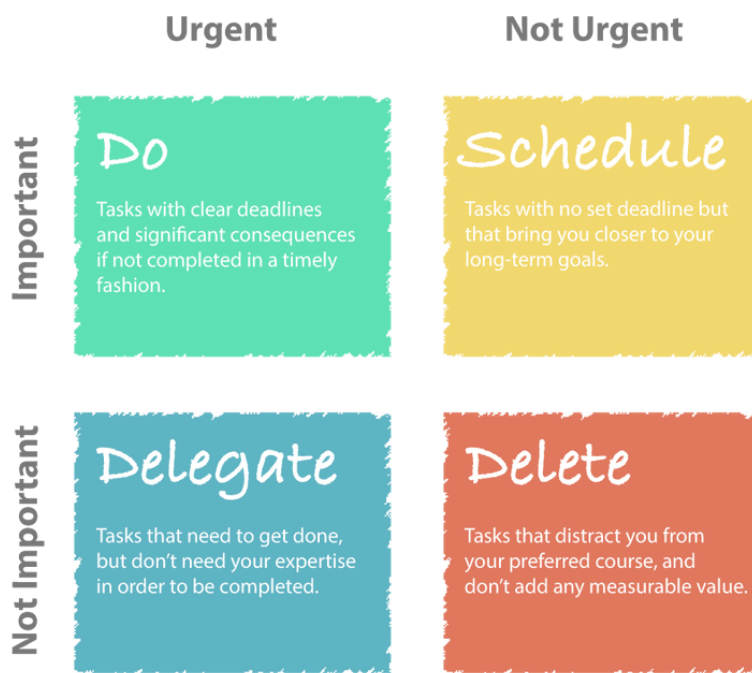 Urgent
Not Urgent
Important
Do
Tasks with clear deadlines
and significant consequences
if not completed in a timely
fashion.
Schedule
Tasks with no set deadline but
that bring you closer to your
long-term goals.
Not Important
Delegate
Tasks that need to get done,
but don’t need your expertise
in order to be completed.
Delete
Tasks that distract you from
your preferred course, and
don’t add any measurable value.